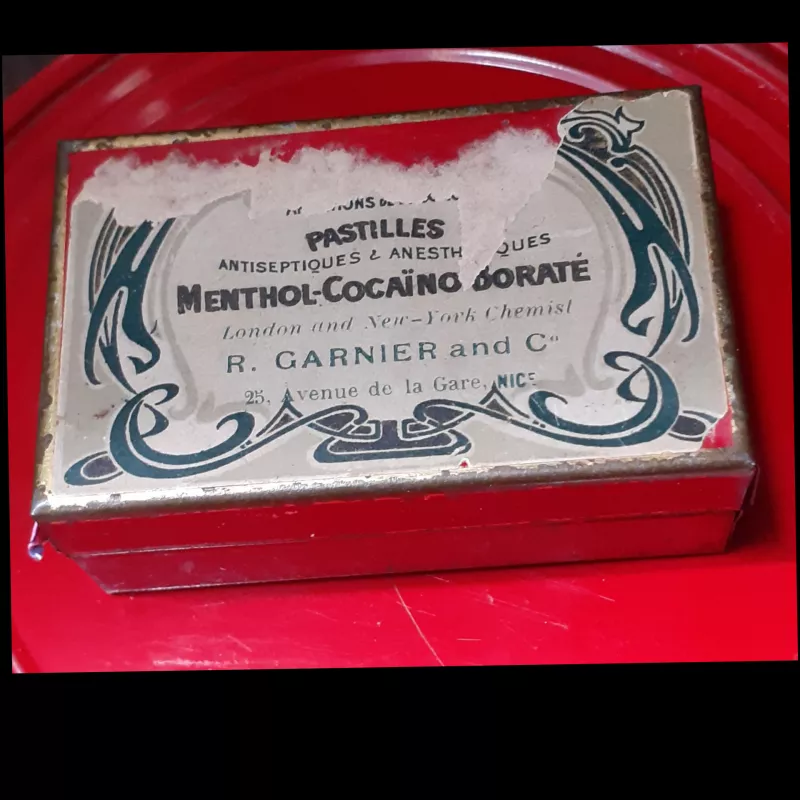 PASTILLES
ANTISEPTIQUES & ANESTH QUES
MENTHOL-COCAÏNO BORATÉ
London and New-York Chemist
R. GARNIER and Cº
25, Avenue de la Gare, NICE